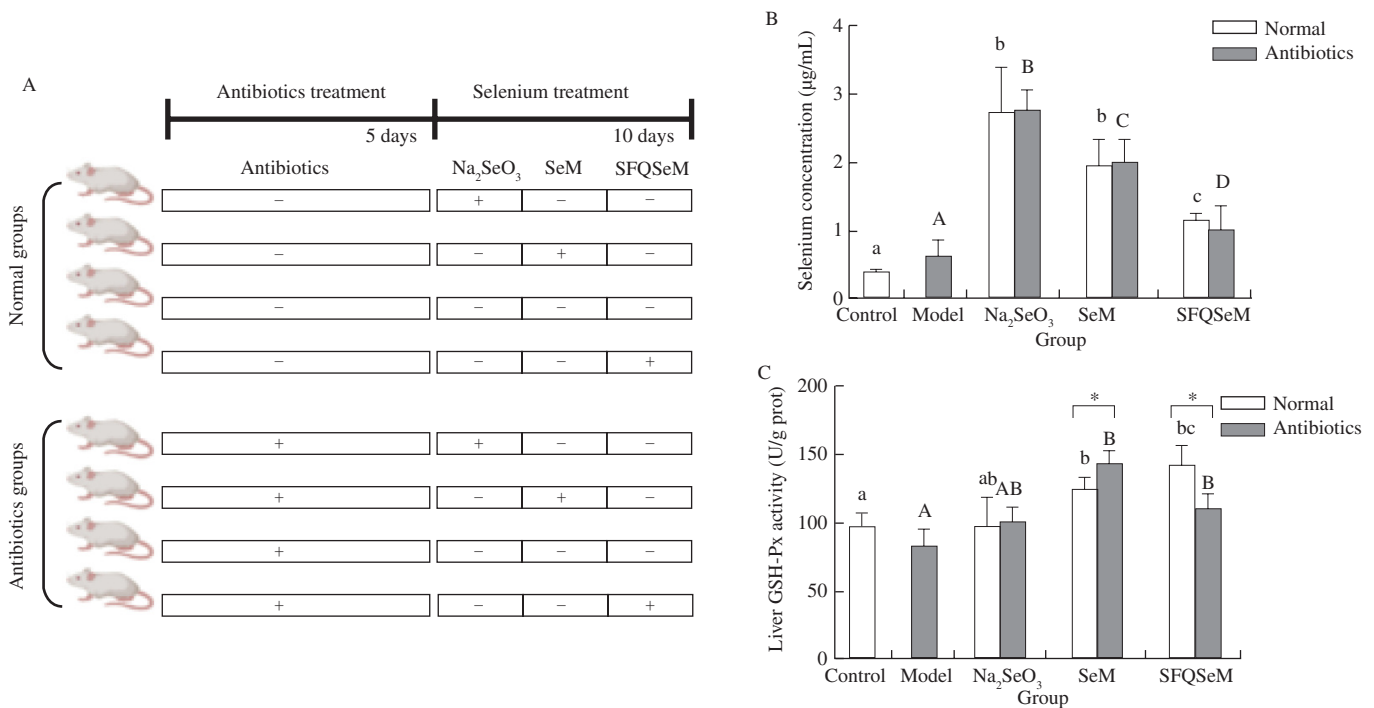 A
Antibiotics treatment Selenium treatment
5 days 10 days
Antibiotics Na₂SeO₃ SeM SFQSeM
Normal groups
− + − −
− − + −
− − − −
− − − +
Antibiotics groups
+ + − −
+ − + −
+ − − −
+ − − +
B
Selenium concentration (μg/mL)
4
3
2
1
0
Normal
Antibiotics
a A b B b C c D
Control Model Na₂SeO₃ SeM SFQSeM
Group
C
Liver GSH-Px activity (U/g prot)
200
150
100
50
0
Normal
Antibiotics
* *
a A ab AB b B bc B
Control Model Na₂SeO₃ SeM SFQSeM
Group